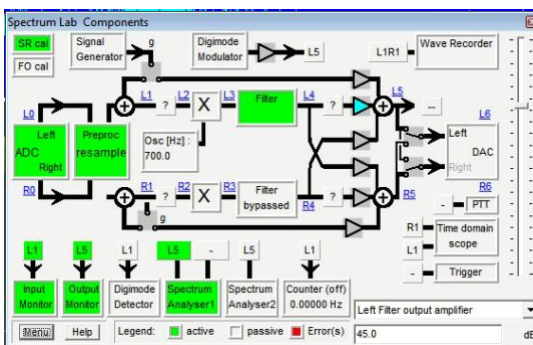 Spectrum Lab Components
SR cal
FO cal
Signal
Generator
g
Digimode
Modulator
L5
L1R1
Wave Recorder
L0
L1
?
L2
X
L3
Filter
L4
?
L5
--
L6
Left
ADC
Right
Preproc
resample
Osc [Hz] :
700.0
Left
DAC
Right
R0
R1
?
R2
X
R3
Filter
bypassed
R4
?
R5
R6
g
-
PTT
R1
L1
Time domain
scope
-
Trigger
L1
L5
L1
L5
-
L5
L1
Input
Monitor
Output
Monitor
Digimode
Detector
Spectrum
Analyser1
Spectrum
Analyser2
Counter (off)
0.00000 Hz
Left Filter output amplifier
Menu
Help
Legend:
active
passive
Error(s)
45.0
dB